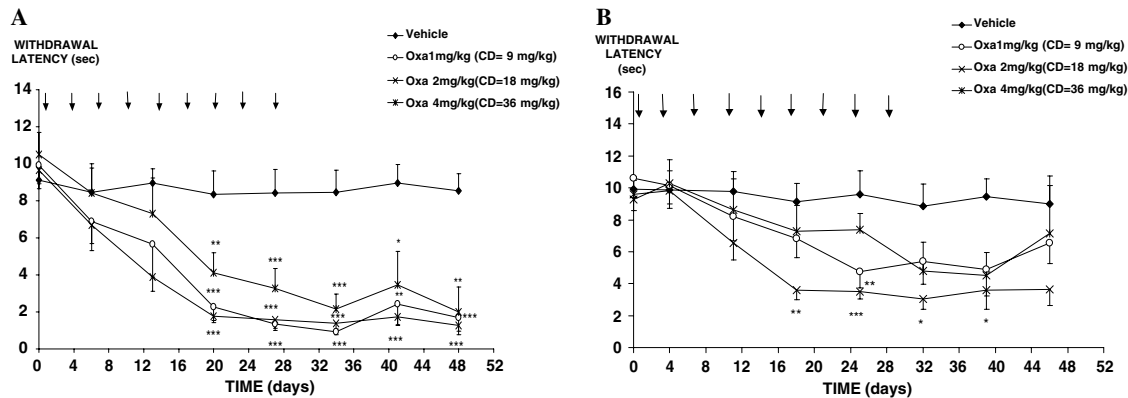 A
WITHDRAWAL
LATENCY (sec)
Vehicle
Oxa1mg/kg (CD= 9 mg/kg)
Oxa 2mg/kg(CD=18 mg/kg)
Oxa 4mg/kg(CD=36 mg/kg)
14
12
10
8
6
4
2
0
**
***
***
***
***
***
***
***
***
***
*
**
***
**
***
***
0 4 8 12 16 20 24 28 32 36 40 44 48 52
TIME (days)
B
WITHDRAWAL
LATENCY
(sec)
Vehicle
Oxa1mg/kg (CD= 9 mg/kg)
Oxa 2mg/kg(CD=18 mg/kg)
Oxa 4mg/kg(CD=36 mg/kg)
16
14
12
10
8
6
4
2
0
**
**
***
*
*
0 4 8 12 16 20 24 28 32 36 40 44 48 52
TIME (days)